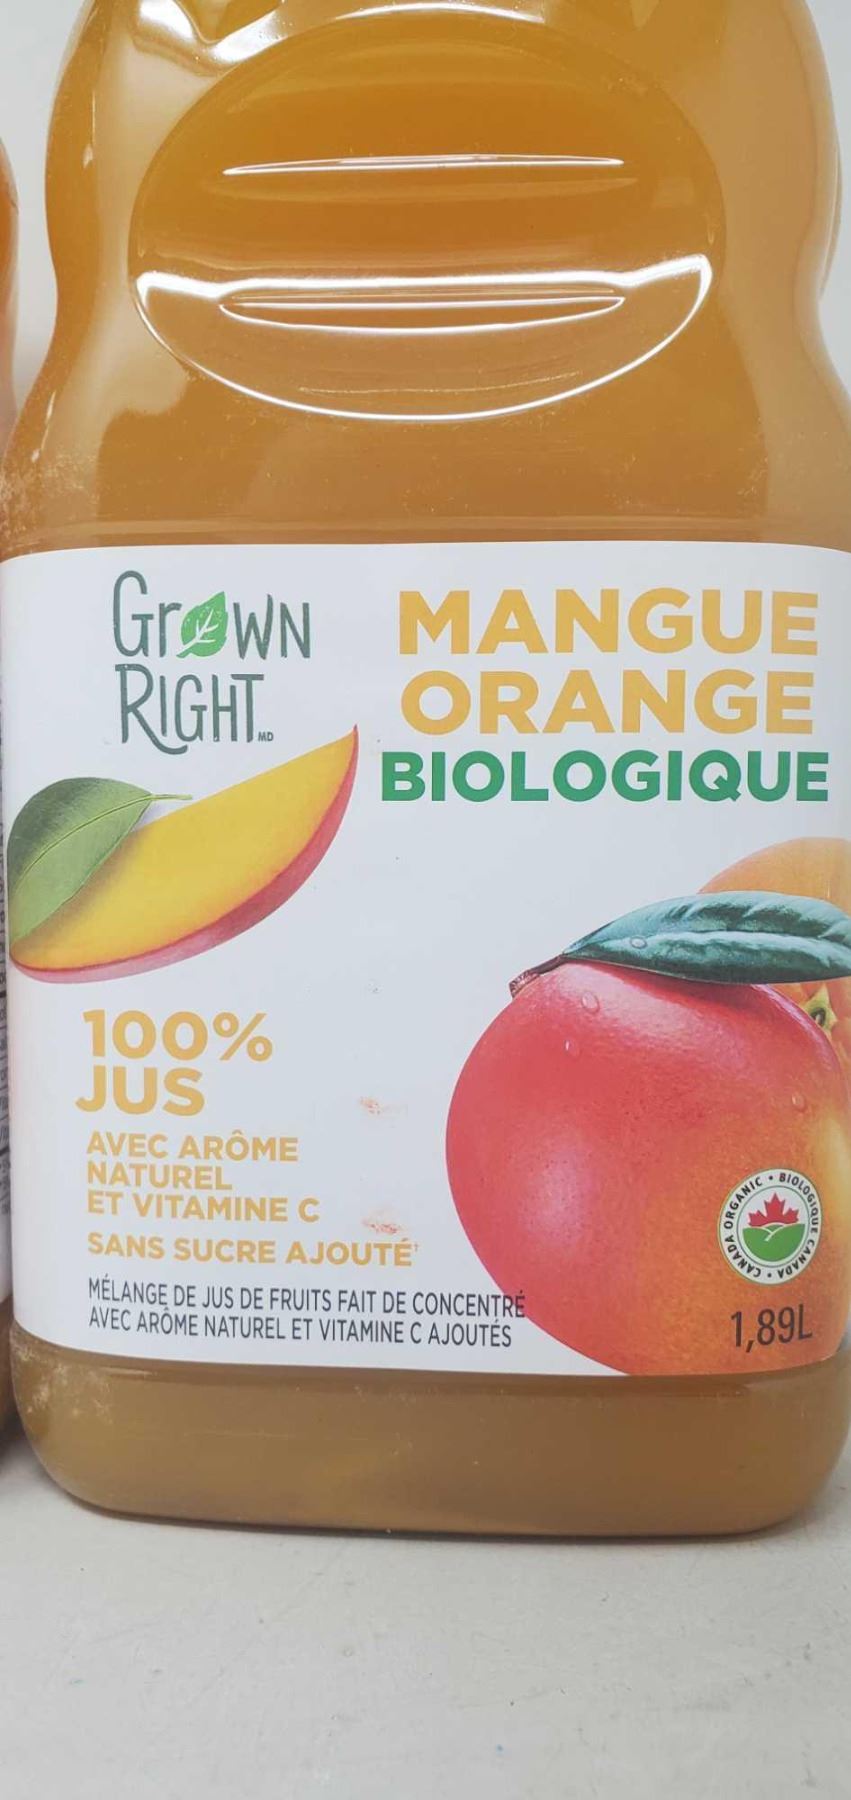 Grown
Right MD
MANGUE
ORANGE
BIOLOGIQUE
100%
JUS
AVEC ARÔME
NATUREL
ET VITAMINE C
SANS SUCRE AJOUTÉ†
MÉLANGE DE JUS DE FRUITS FAIT DE CONCENTRÉ
AVEC ARÔME NATUREL ET VITAMINE C AJOUTÉS
CANADA ORGANIC • BIOLOGIQUE CANADA •
1,89L